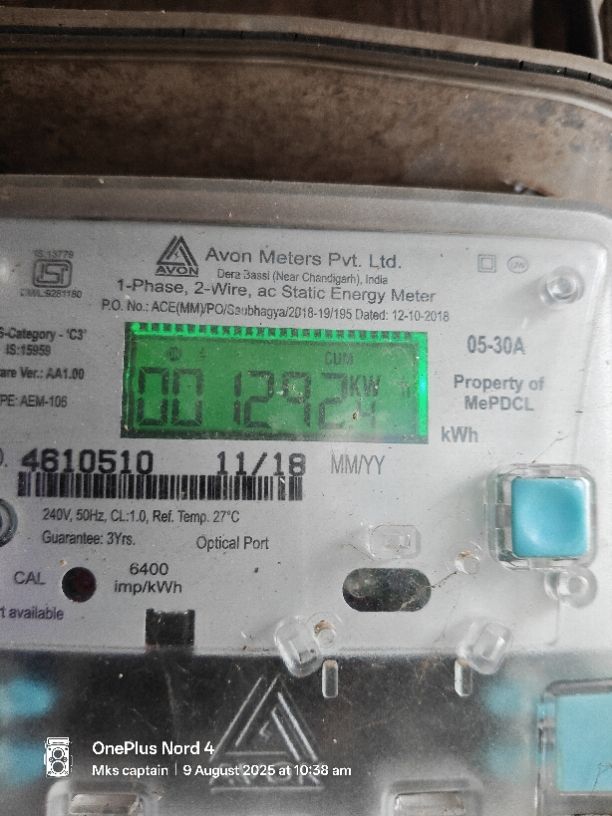 IS:13779
CM/L:9281180
AVON
Avon Meters Pvt. Ltd.
Dera Bassi (Near Chandigarh), India
1-Phase, 2-Wire, ac Static Energy Meter
P.O. No.: ACE(MM)/PO/Saubhagya/2018-19/195 Dated: 12-10-2018
S-Category - 'C3'
IS:15959
are Ver.: AA1.00
PE: AEM-106
CUM
KW
05-30A
Property of
MePDCL
kWh
4610510 11/18 MM/YY
240V, 50Hz, CL:1.0, Ref. Temp. 27°C
Guarantee: 3Yrs.
Optical Port
CAL
6400
imp/kWh
rt available
AVON
OnePlus Nord 4
Mks captain | 9 August 2025 at 10:38 am